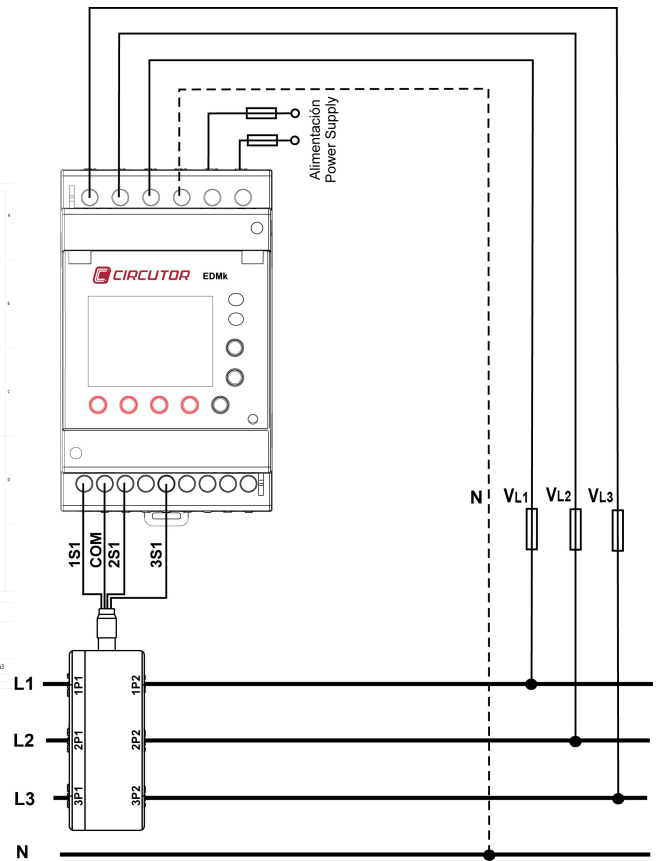 Alimentación
Power Supply
A
B
C
D
CIRCUTOR EDMk
N VL1 VL2 VL3
1S1 COM 2S1 3S1
A3
L1 1P1 1P2
L2 2P1 2P2
L3 3P1 3P2
N